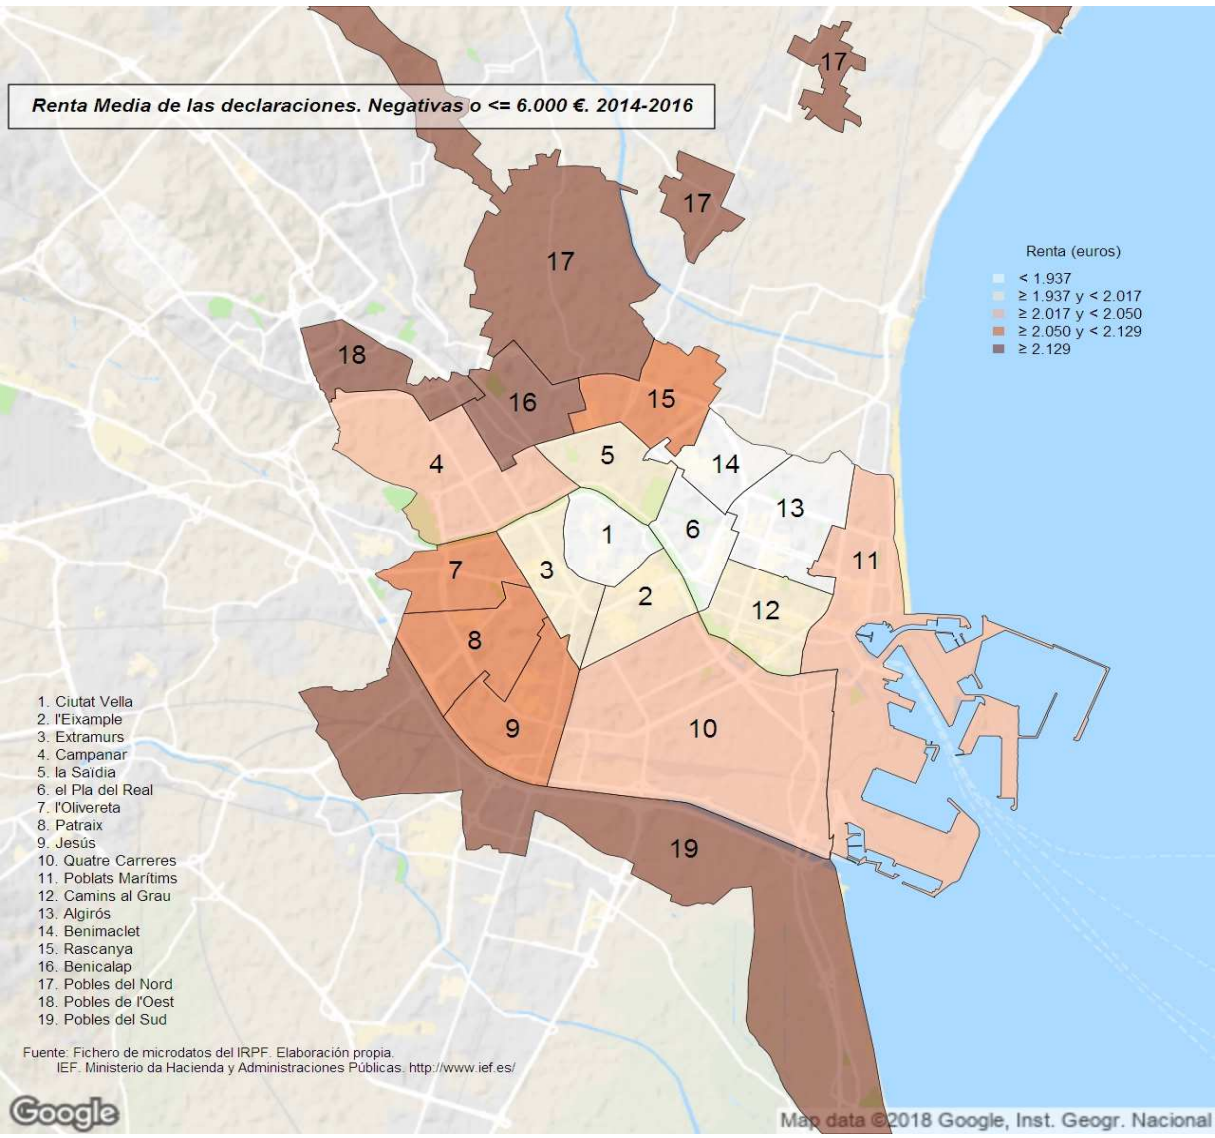 17
Renta Media de las declaraciones. Negativas o <= 6.000 €. 2014-2016
17
17
Renta (euros)
< 1.937
≥ 1.937 y < 2.017
≥ 2.017 y < 2.050
≥ 2.050 y < 2.129
≥ 2.129
18
16
15
5
4
14
13
6
1
11
7
3
2
12
8
9
10
19
1. Ciutat Vella
2. l'Eixample
3. Extramurs
4. Campanar
5. la Saïdia
6. el Pla del Real
7. l'Olivereta
8. Patraix
9. Jesús
10. Quatre Carreres
11. Poblats Marítims
12. Camins al Grau
13. Algirós
14. Benimaclet
15. Rascanya
16. Benicalap
17. Pobles del Nord
18. Pobles de l'Oest
19. Pobles del Sud
Fuente: Fichero de microdatos del IRPF. Elaboración propia.
IEF. Ministerio da Hacienda y Administraciones Públicas. http://www.ief.es/
Google
Map data ©2018 Google, Inst. Geogr. Nacional